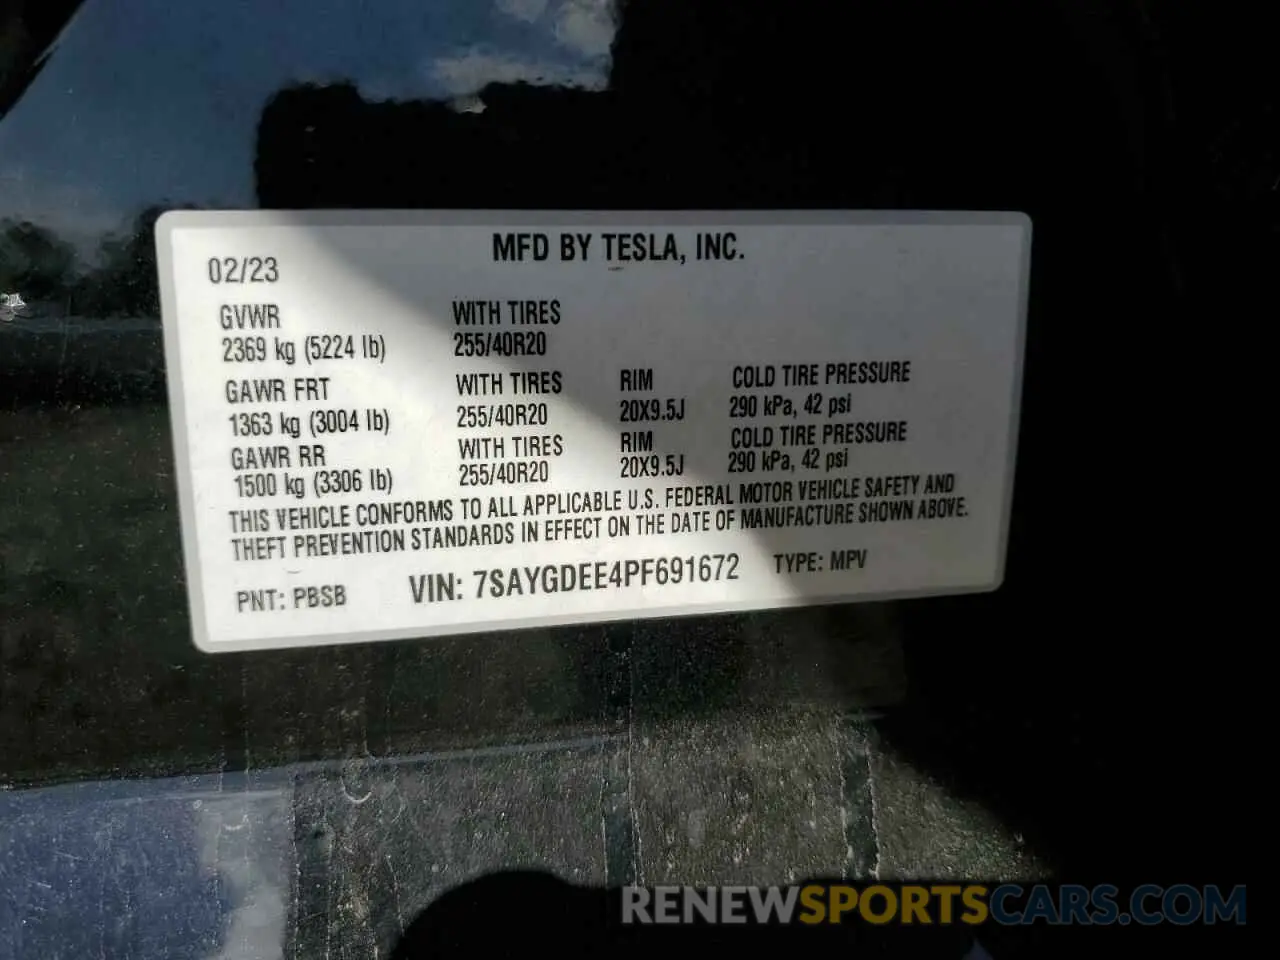 MFD BY TESLA, INC.
02/23
GVWR WITH TIRES
2369 kg (5224 lb) 255/40R20
GAWR FRT WITH TIRES RIM COLD TIRE PRESSURE
1363 kg (3004 lb) 255/40R20 20X9.5J 290 kPa, 42 psi
GAWR RR WITH TIRES RIM COLD TIRE PRESSURE
1500 kg (3306 lb) 255/40R20 20X9.5J 290 kPa, 42 psi
THIS VEHICLE CONFORMS TO ALL APPLICABLE U.S. FEDERAL MOTOR VEHICLE SAFETY AND
THEFT PREVENTION STANDARDS IN EFFECT ON THE DATE OF MANUFACTURE SHOWN ABOVE.
PNT: PBSB VIN: 7SAYGDEE4PF691672 TYPE: MPV
RENEWSPORTSCARS.COM